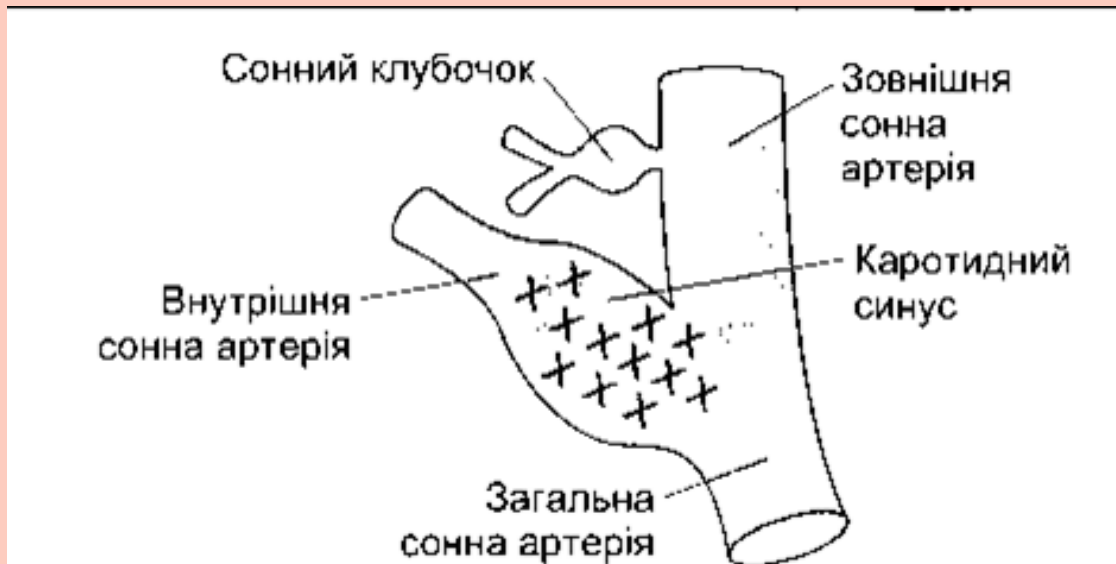 Сонний клубочок
Зовнішня
сонна
артерія
Каротидний
синус
Внутрішня
сонна артерія
Загальна
сонна артерія